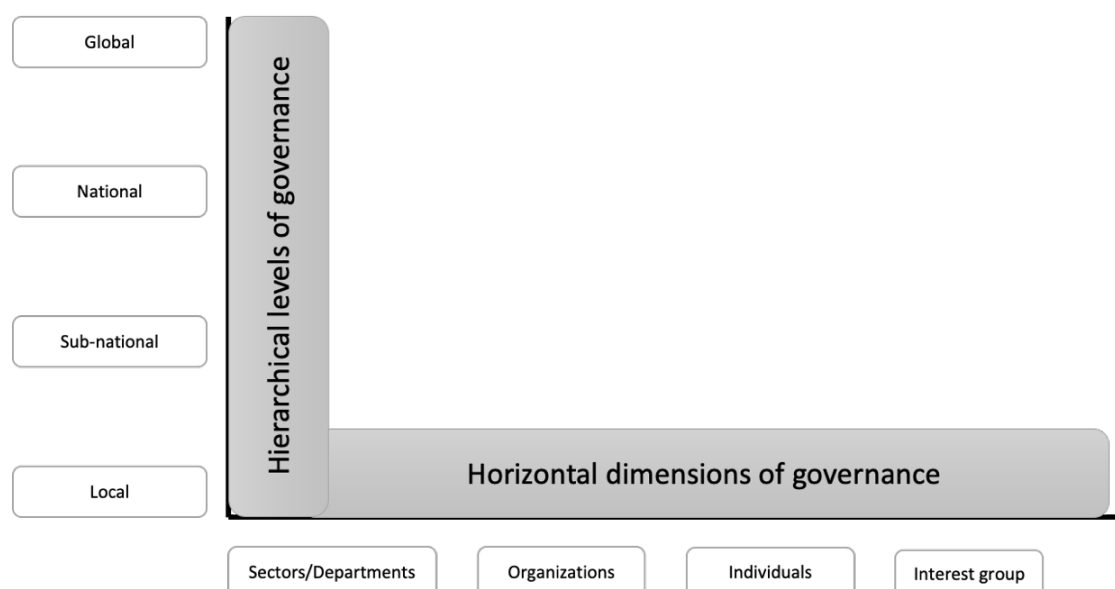 Global
National
Sub-national
Local
Hierarchical levels of governance
Horizontal dimensions of governance
Sectors/Departments
Organizations
Individuals
Interest group